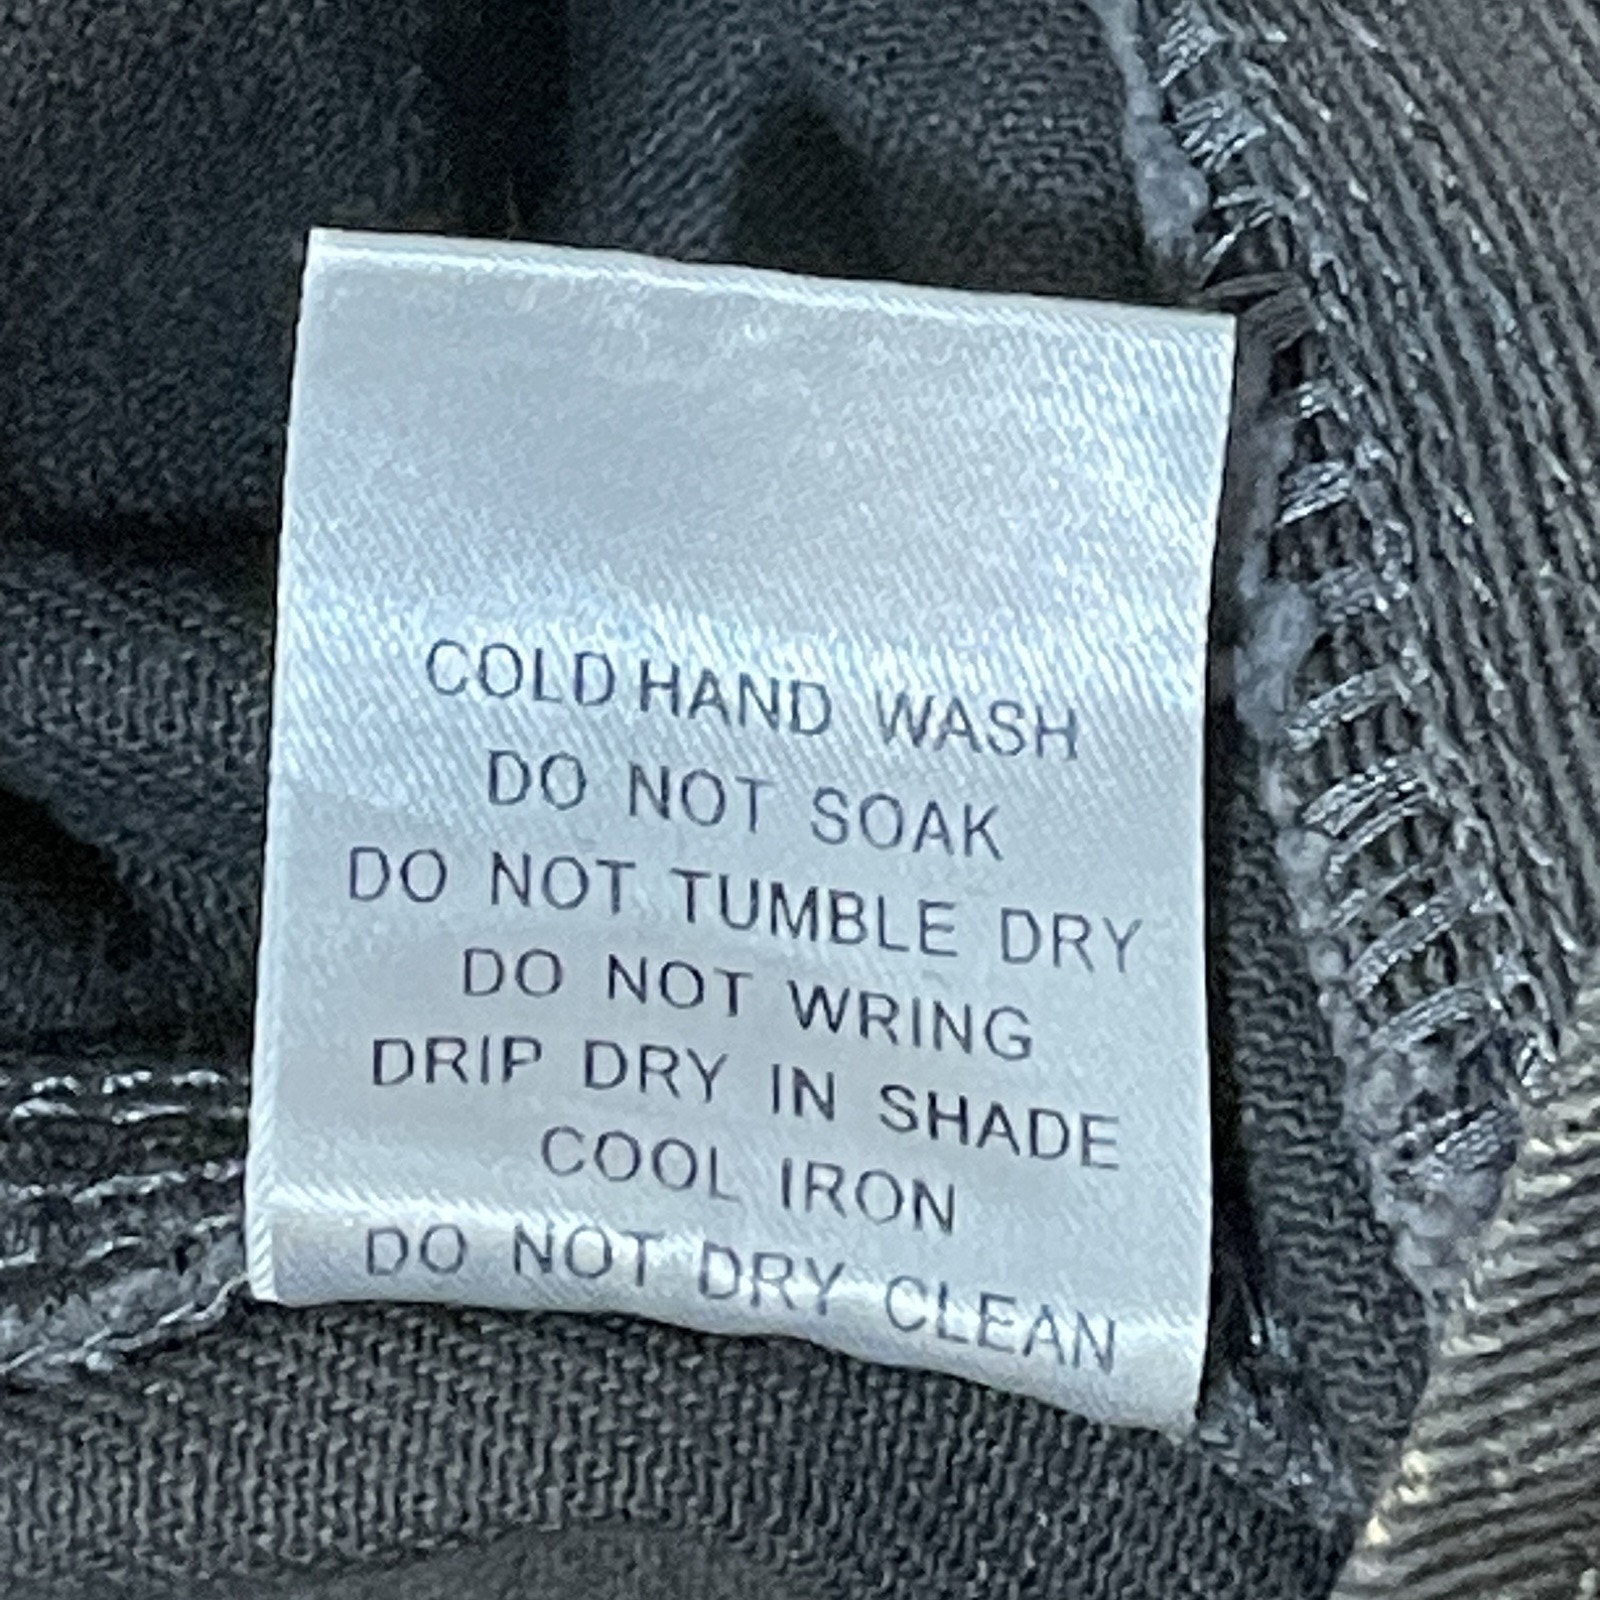 COLD HAND WASH
DO NOT SOAK
DO NOT TUMBLE DRY
DO NOT WRING
DRIP DRY IN SHADE
COOL IRON
DO NOT DRY CLEAN